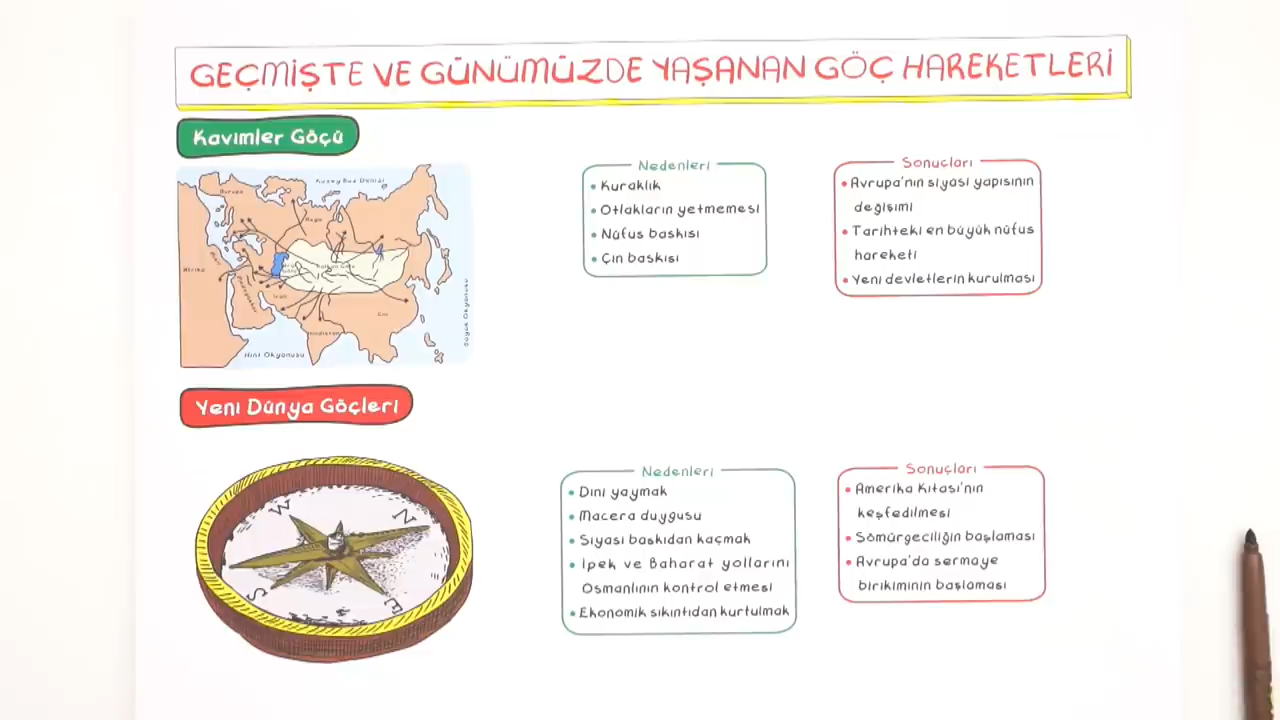 GEÇMİŞTE VE GÜNÜMÜZDE YAŞANAN GÖÇ HAREKETLERİ
Kavimler Göçü
Avrupa
Afrika
İran
Çin
Hindistan
Hint Okyanusu
Büyük Okyanusu
Nedenleri
• Kuraklık
• Otlakların yetmemesi
• Nüfus baskısı
• Çin baskısı
Sonuçları
• Avrupa'nın siyasi yapısının
değişimi
• Tarihteki en büyük nüfus
hareketi
• Yeni devletlerin kurulması
Yeni Dünya Göçleri
W
N
S
E
Nedenleri
• Dini yaymak
• Macera duygusu
• Siyasi baskıdan kaçmak
• İpek ve Baharat yollarını
Osmanlının kontrol etmesi
• Ekonomik sıkıntıdan kurtulmak
Sonuçları
• Amerika Kıtası'nın
keşfedilmesi
• Sömürgeciliğin başlaması
• Avrupa'da sermaye
birikiminin başlaması